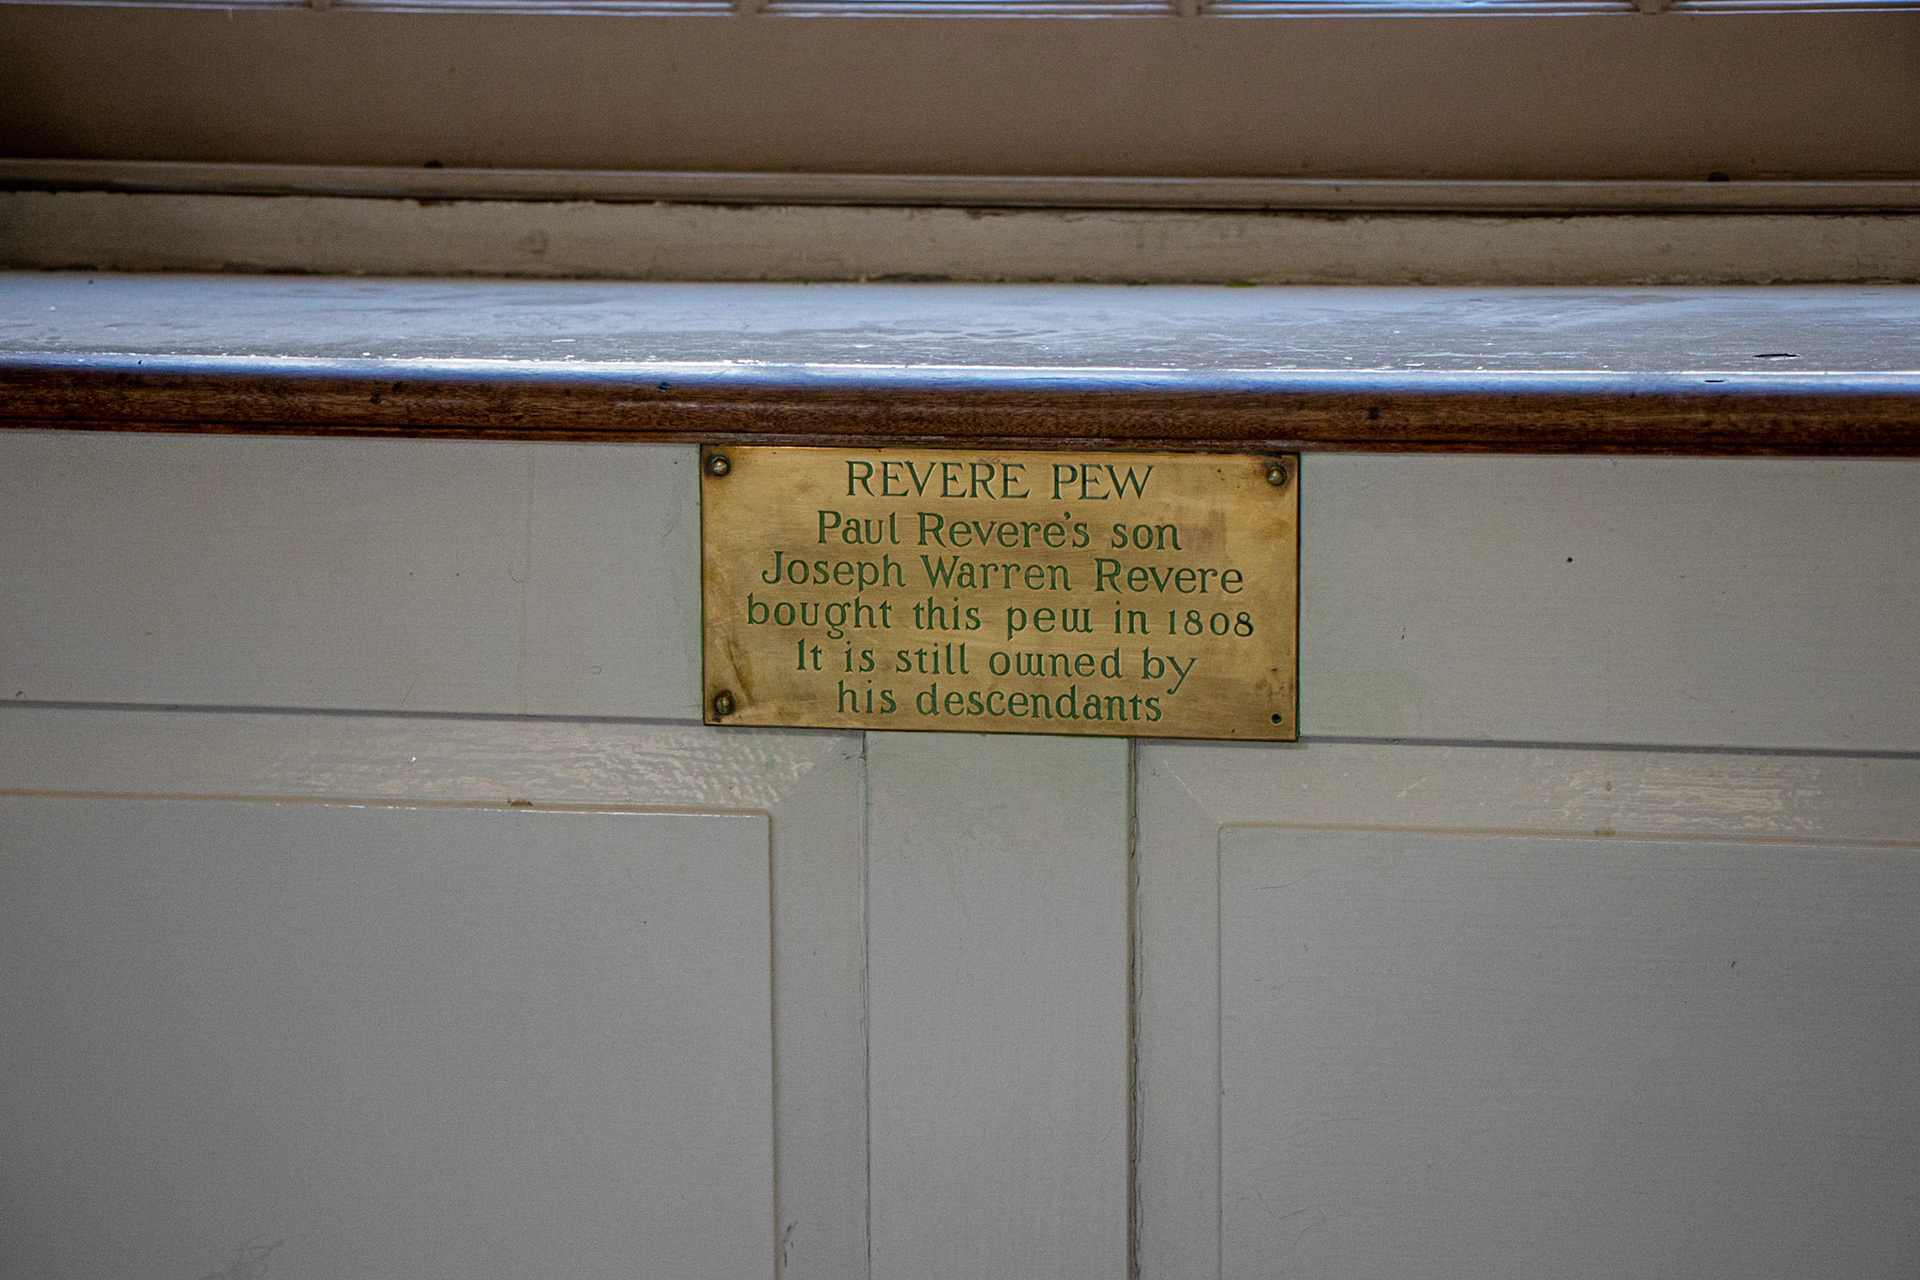 REVERE PEW
Paul Revere's son
Joseph Warren Revere
bought this pew in 1808
It is still owned by
his descendants